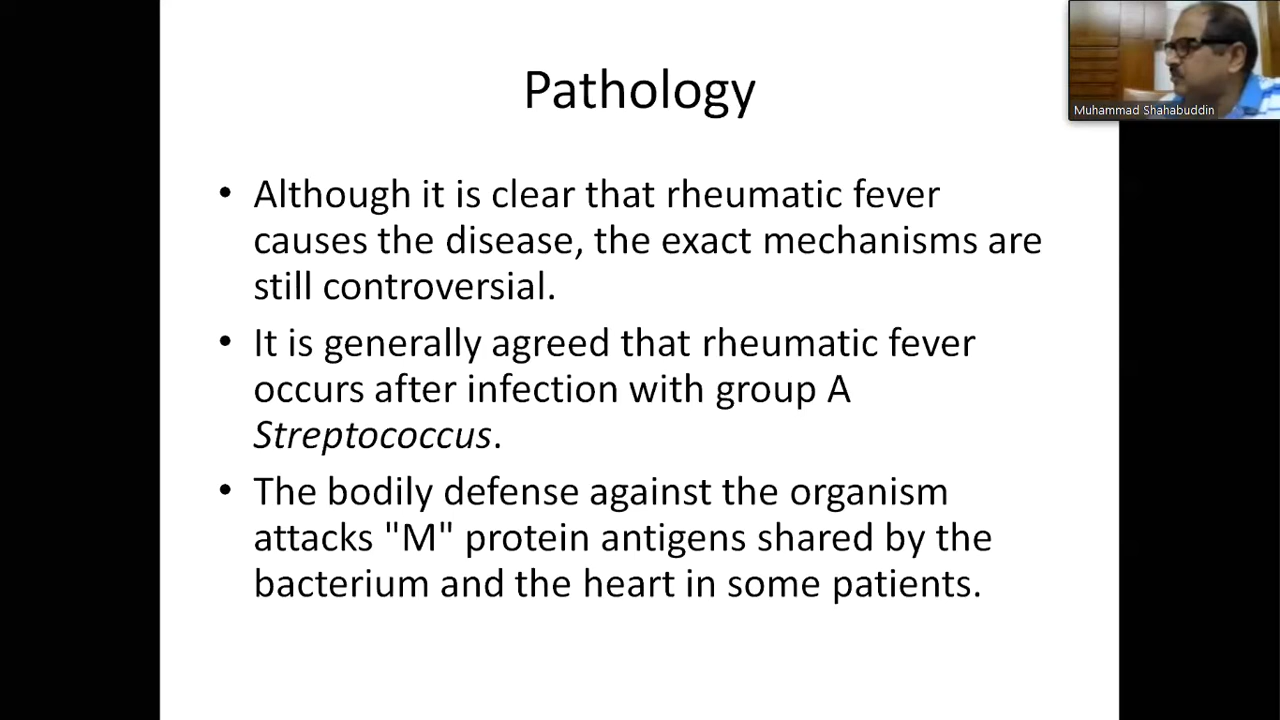 Pathology
Muhammad Shahabuddin
• Although it is clear that rheumatic fever
causes the disease, the exact mechanisms are
still controversial.
• It is generally agreed that rheumatic fever
occurs after infection with group A
Streptococcus.
• The bodily defense against the organism
attacks "M" protein antigens shared by the
bacterium and the heart in some patients.